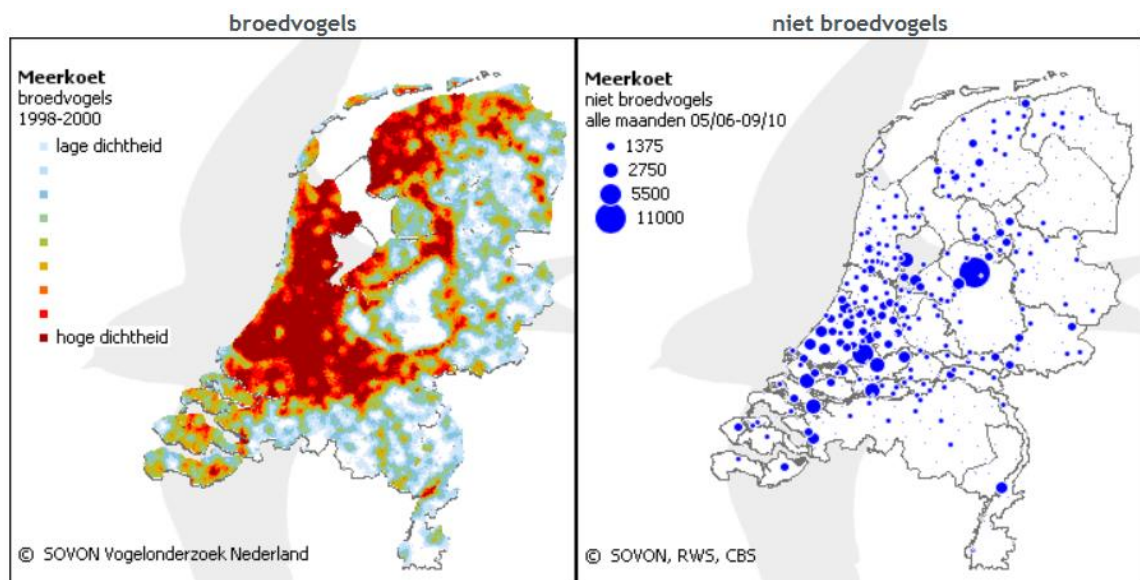 broedvogels
Meerkoet
broedvogels
1998-2000
lage dichtheid
hoge dichtheid
© SOVON Vogelonderzoek Nederland
niet broedvogels
Meerkoet
niet broedvogels
alle maanden 05/06-09/10
1375
2750
5500
11000
© SOVON, RWS, CBS